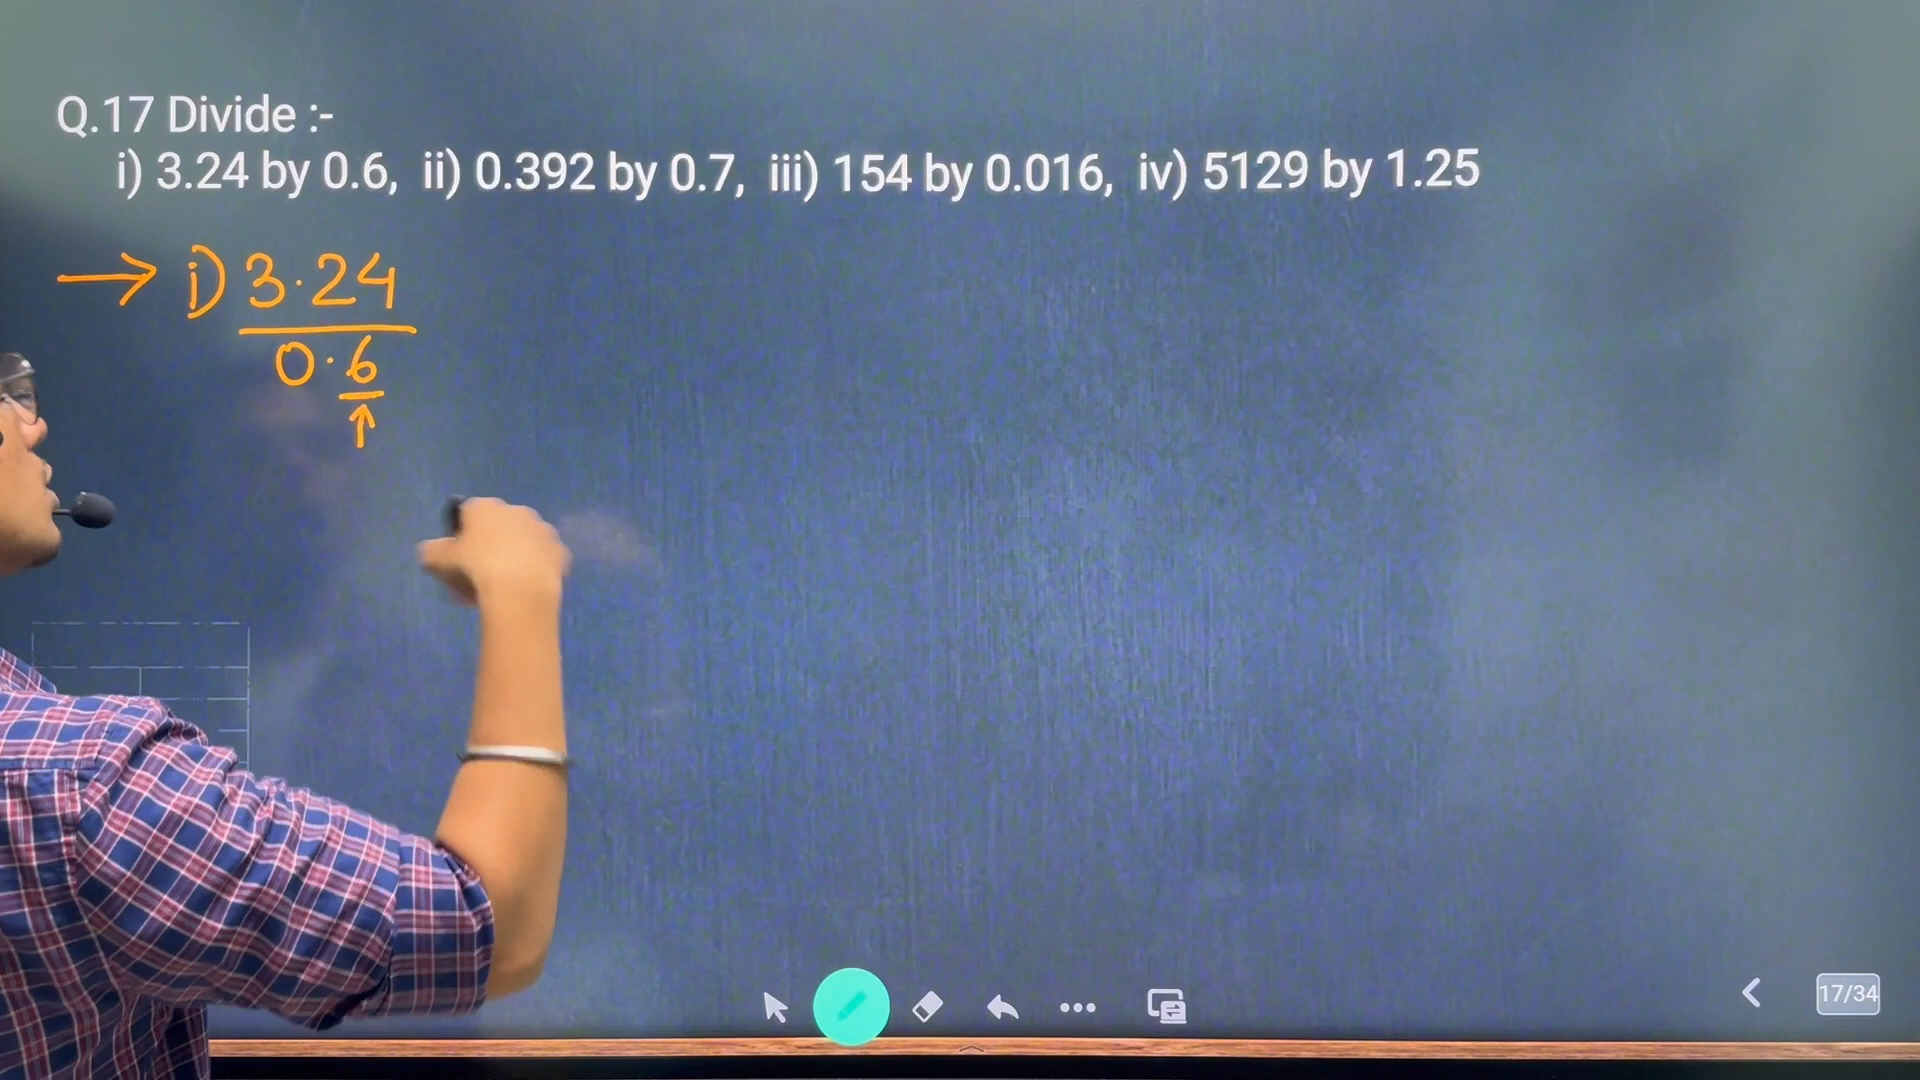 Q.17 Divide :-
i) 3.24 by 0.6, ii) 0.392 by 0.7, iii) 154 by 0.016, iv) 5129 by 1.25
→ i) 3.24
0.6
↑
17/34